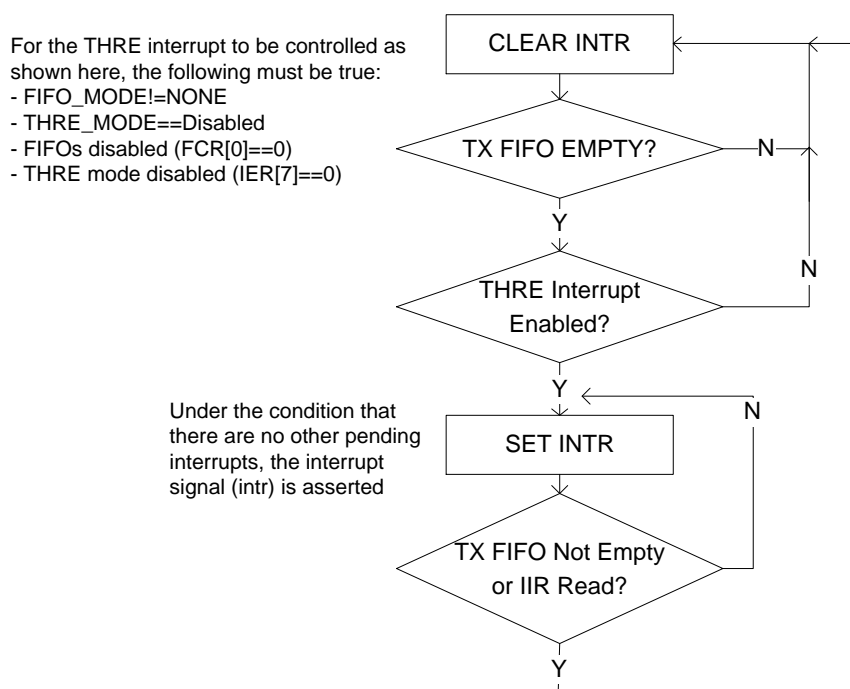 For the THRE interrupt to be controlled as
shown here, the following must be true:
- FIFO_MODE!=NONE
- THRE_MODE==Disabled
- FIFOs disabled (FCR[0]==0)
- THRE mode disabled (IER[7]==0)
CLEAR INTR
TX FIFO EMPTY?
N
Y
N
THRE Interrupt
Enabled?
Y
N
Under the condition that
there are no other pending
interrupts, the interrupt
signal (intr) is asserted
SET INTR
TX FIFO Not Empty
or IIR Read?
Y